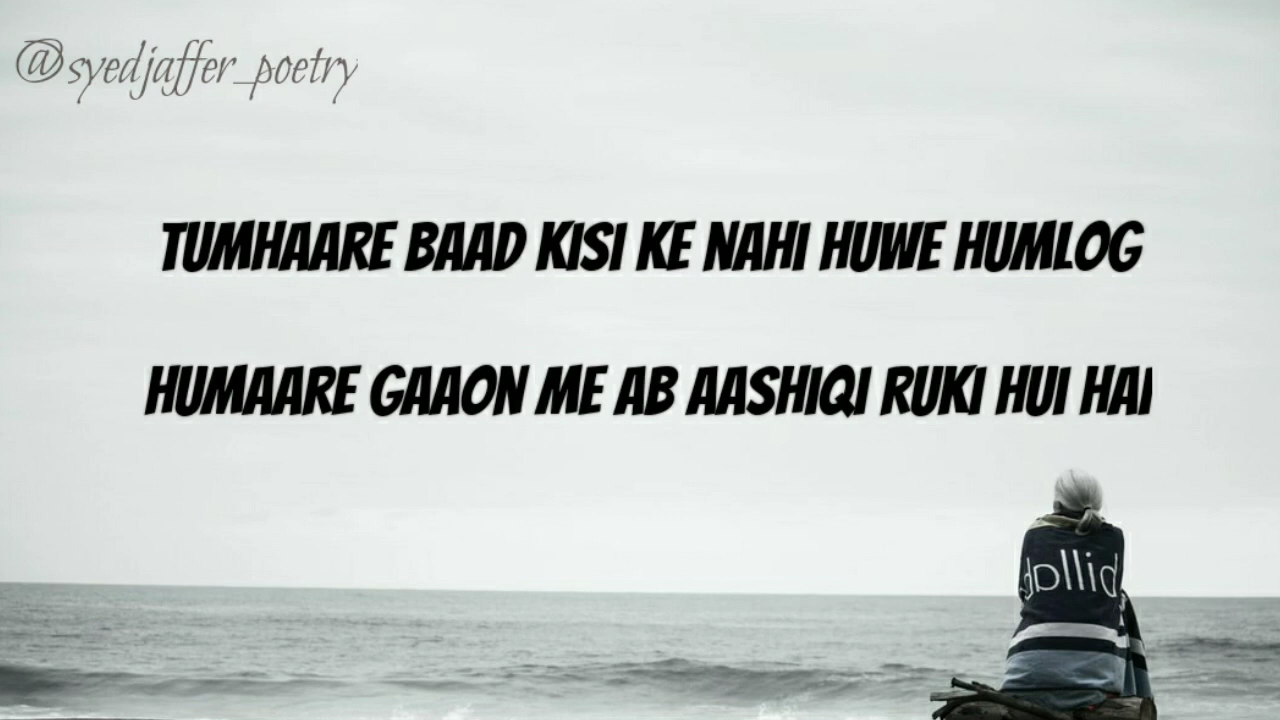 @syedjaffer_poetry
TUMHAARE BAAD KISI KE NAHI HUWE HUMLOG
HUMAARE GAAON ME AB AASHIQI RUKI HUI HAI